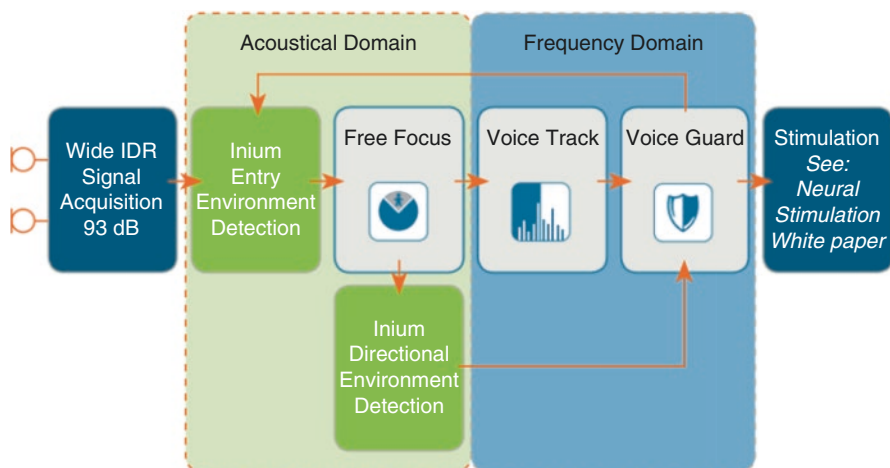 Acoustical Domain
Frequency Domain
Wide IDR
Signal
Acquisition
93 dB
Inium
Entry
Environment
Detection
Free Focus
Voice Track
Voice Guard
Stimulation
See:
Neural
Stimulation
White paper
Inium
Directional
Environment
Detection